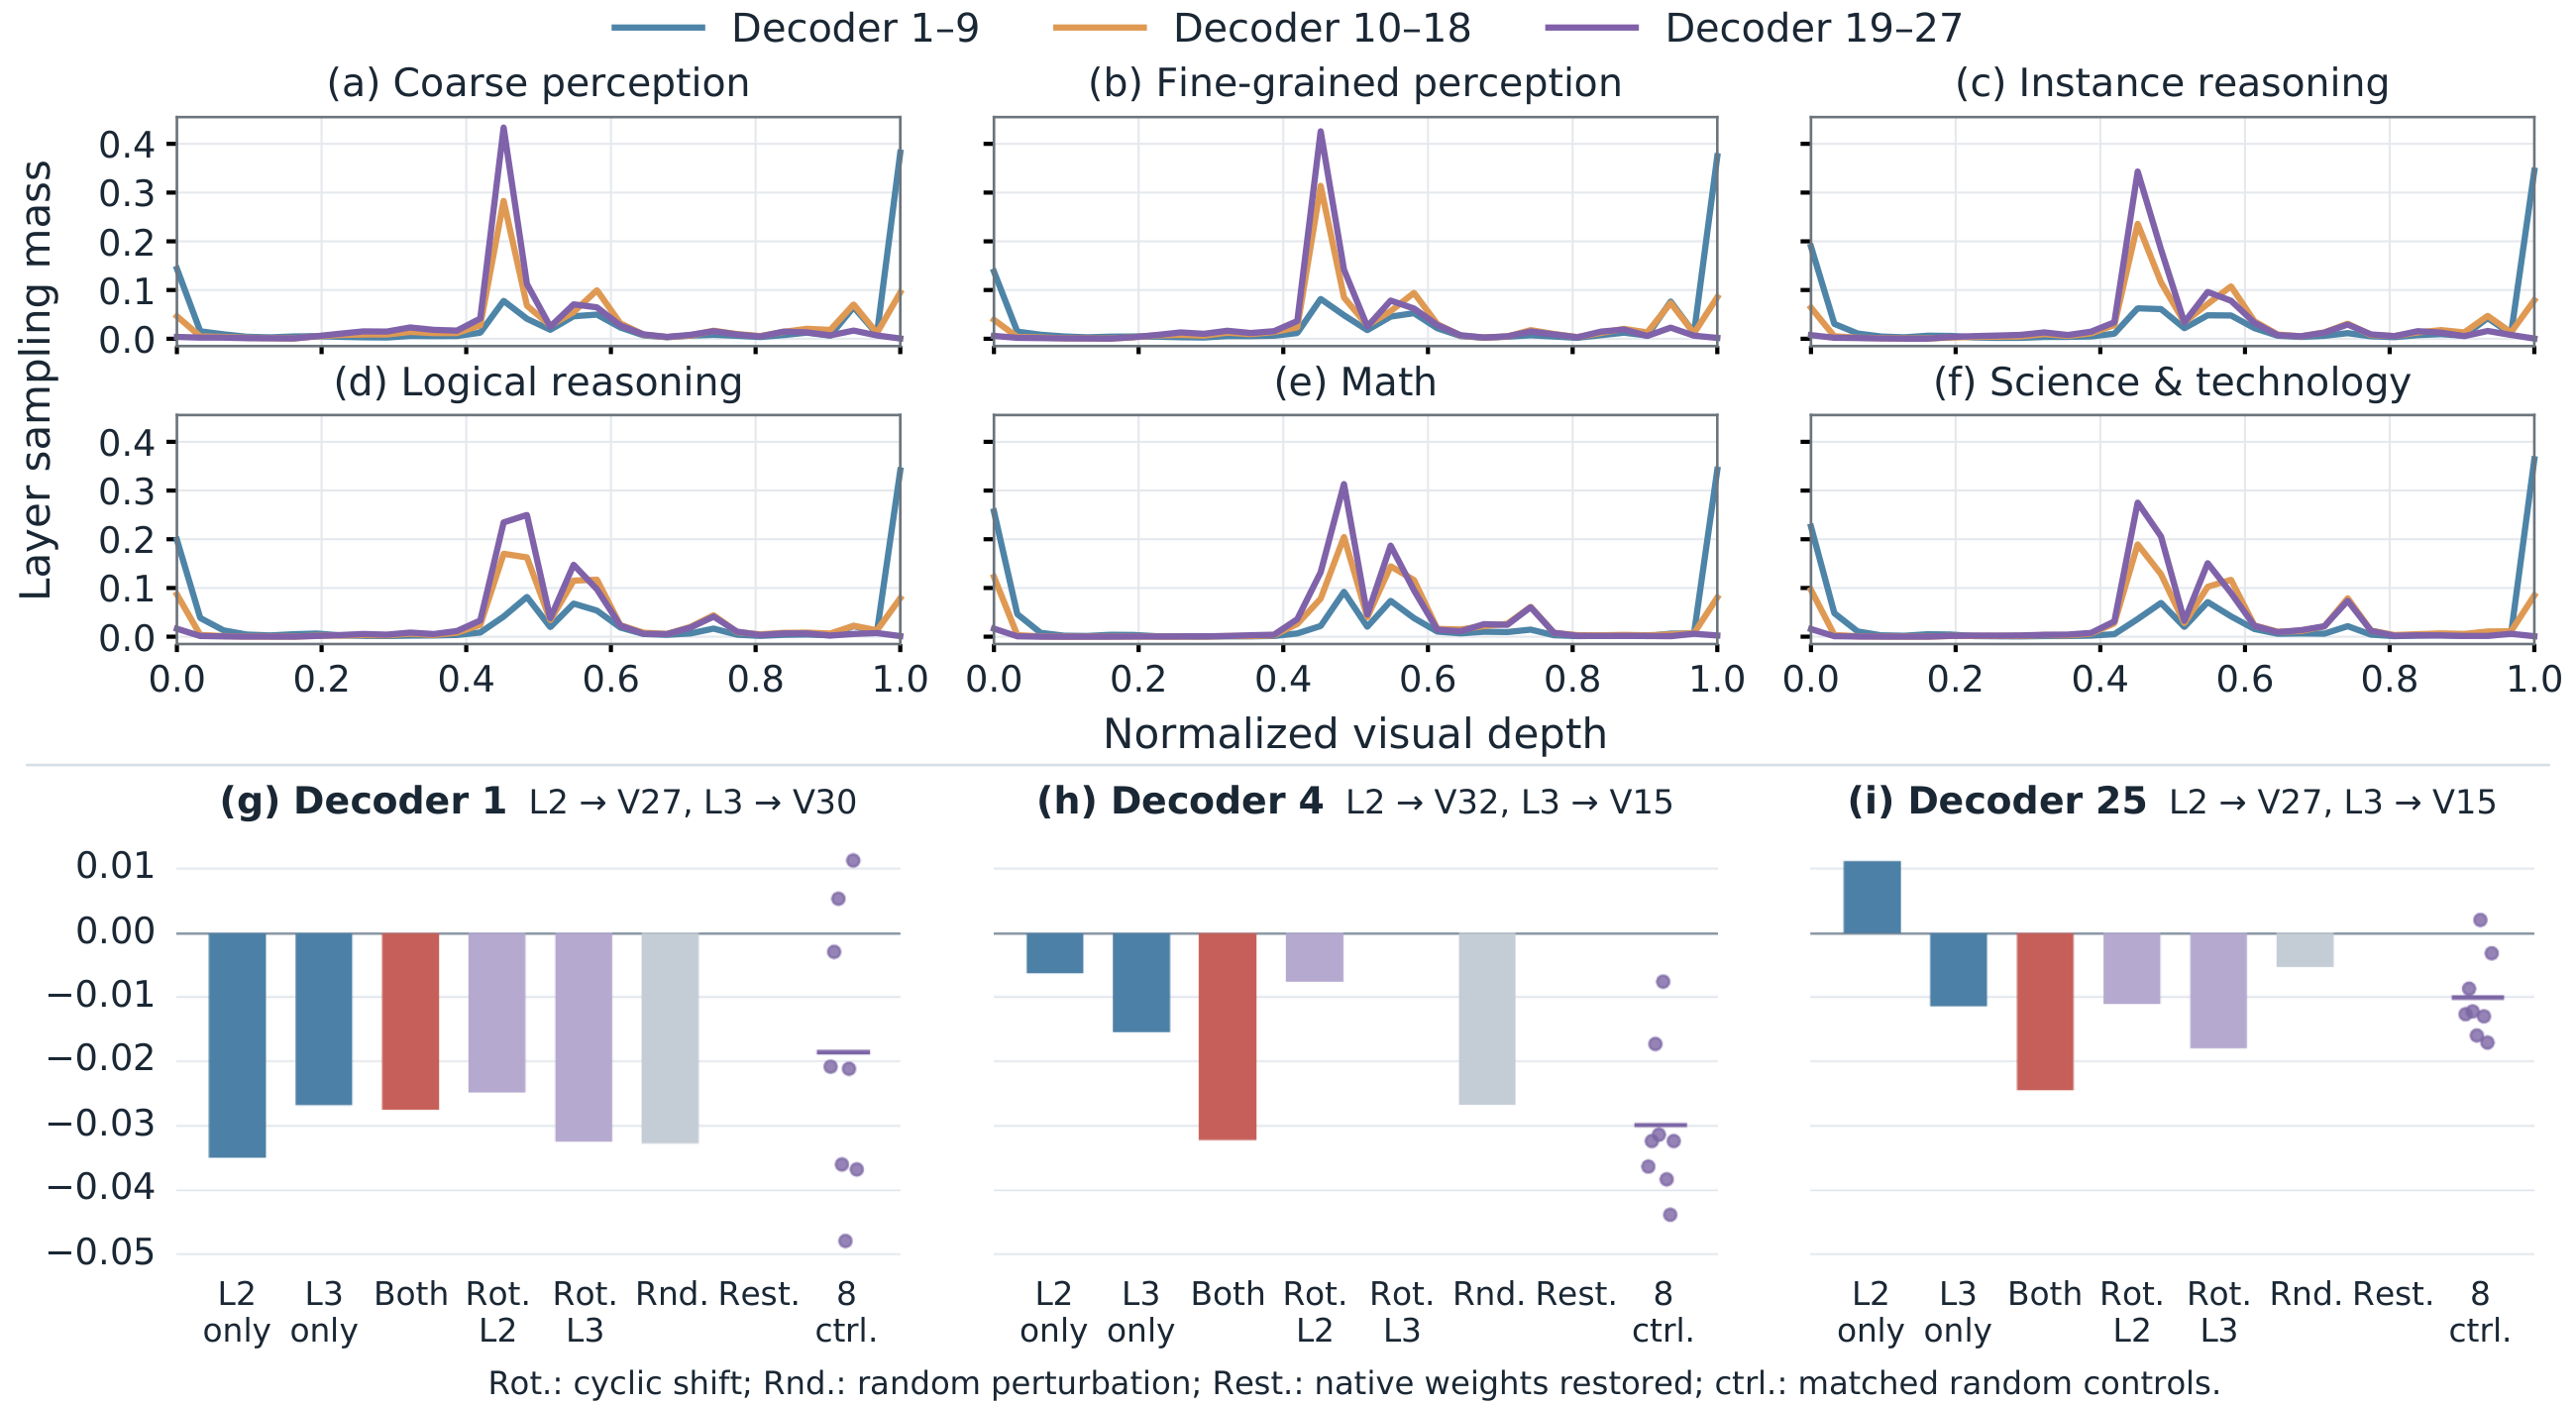 Decoder 1–9 Decoder 10–18 Decoder 19–27
(a) Coarse perception (b) Fine-grained perception (c) Instance reasoning
Layer sampling mass
0.4
0.3
0.2
0.1
0.0
(d) Logical reasoning (e) Math (f) Science & technology
0.4
0.3
0.2
0.1
0.0
0.0 0.2 0.4 0.6 0.8 1.0 0.0 0.2 0.4 0.6 0.8 1.0 0.0 0.2 0.4 0.6 0.8 1.0
Normalized visual depth
(g) Decoder 1 L2 → V27, L3 → V30 (h) Decoder 4 L2 → V32, L3 → V15 (i) Decoder 25 L2 → V27, L3 → V15
0.01
0.00
−0.01
−0.02
−0.03
−0.04
−0.05
L2 L3 Both Rot. Rot. Rnd. Rest. 8 L2 L3 Both Rot. Rot. Rnd. Rest. 8 L2 L3 Both Rot. Rot. Rnd. Rest. 8
only only L2 L3 ctrl. only only L2 L3 ctrl. only only L2 L3 ctrl.
Rot.: cyclic shift; Rnd.: random perturbation; Rest.: native weights restored; ctrl.: matched random controls.